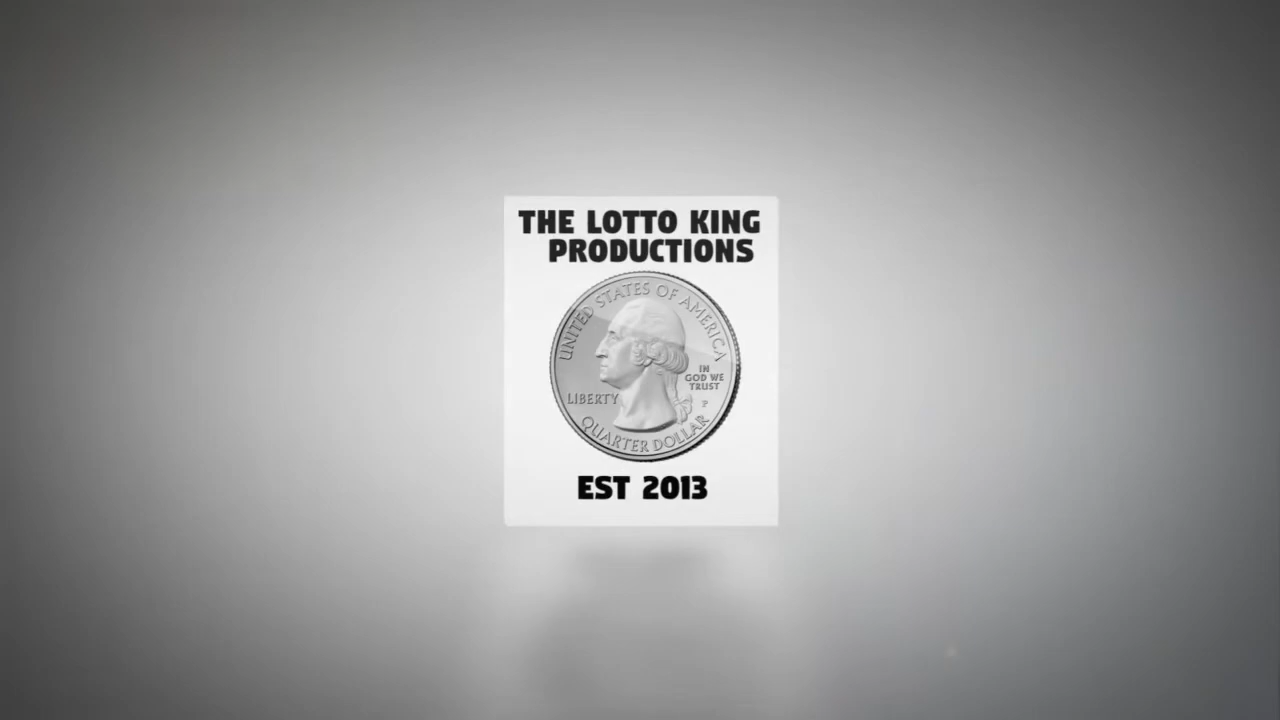 THE LOTTO KING
PRODUCTIONS
UNITED STATES OF AMERICA
IN
GOD WE
TRUST
LIBERTY
P
QUARTER DOLLAR
EST 2013